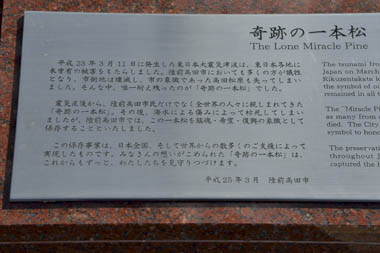 奇跡の一本松
The Lone Miracle Pine
平成23年3月11日に発生した東日本大震災津波は、東日本各地に
未曾有の被害をもたらしました。陸前高田市においても多くの方が犠牲
となり、市街地は壊滅し、市の象徴であった高田松原も失ってしまい
ました。そんな中、唯一耐え残ったのが「奇跡の一本松」でした。
震災直後から、陸前高田市民だけでなく全世界の人々に親しまれてきた
「奇跡の一本松」。その後、海水による傷みによって枯死してしまい
ましたが、陸前高田市では、この一本松を鎮魂・希望・復興の象徴として
保存することといたしました。
この保存事業は、日本全国、そして世界からの数多くのご支援によって
実現したものです。みなさんの想いがこめられた「奇跡の一本松」は、
これからもずっと、わたしたちを見守りつづけます。
平成25年3月 陸前高田市
The tsunami from
Japan on March
Rikuzentakata
the symbol of ou
remained in all
The "Miracle
as many from
died. The City
symbol to honor
The preservat
throughout J
covered the